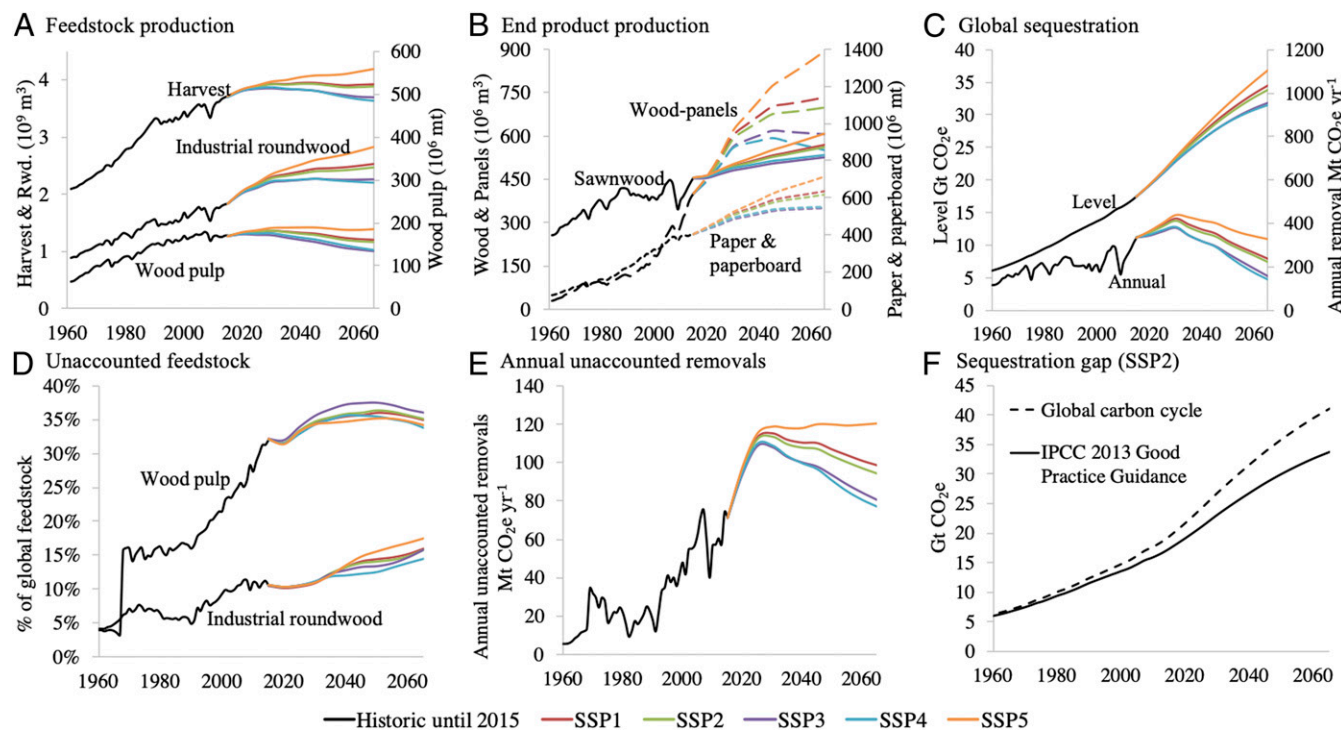 A Feedstock production
Harvest & Rwd. (10⁹ m³)
4
3
2
1
0
600
500
400
300
200
100
0
Wood pulp (10⁶ mt)
Harvest
Industrial roundwood
Wood pulp
1960 1980 2000 2020 2040 2060
B End product production
Wood & Panels (10⁶ m³)
900
750
600
450
300
150
0
1400
1200
1000
800
600
400
200
0
Paper & paperboard (10⁶ mt)
Wood-panels
Sawnwood
Paper &
paperboard
1960 1980 2000 2020 2040 2060
C Global sequestration
Level Gt CO₂e
40
35
30
25
20
15
10
5
0
1200
1000
800
600
400
200
0
Annual removal Mt CO₂e yr⁻¹
Level
Annual
1960 1980 2000 2020 2040 2060
D Unaccounted feedstock
% of global feedstock
40%
35%
30%
25%
20%
15%
10%
5%
0%
Wood pulp
Industrial roundwood
1960 1980 2000 2020 2040 2060
E Annual unaccounted removals
Annual unaccounted removals
Mt CO₂e yr⁻¹
140
120
100
80
60
40
20
0
1960 1980 2000 2020 2040 2060
F Sequestration gap (SSP2)
Gt CO₂e
45
40
35
30
25
20
15
10
5
0
Global carbon cycle
IPCC 2013 Good
Practice Guidance
1960 1980 2000 2020 2040 2060
Historic until 2015 SSP1 SSP2 SSP3 SSP4 SSP5